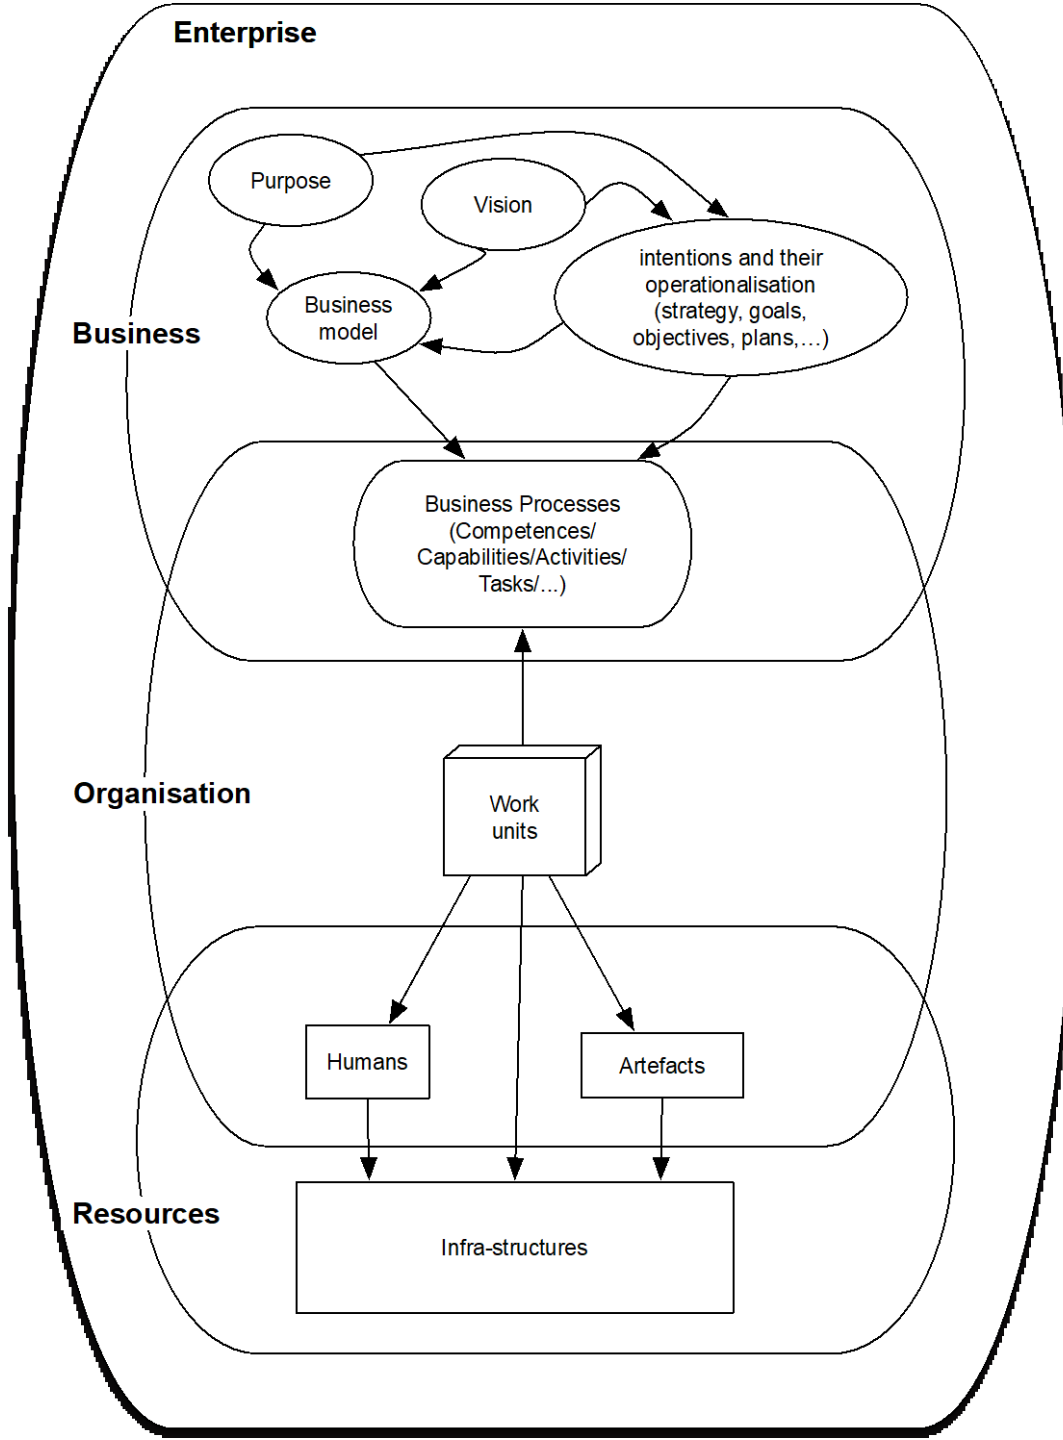 Enterprise
Purpose
Vision
intentions and their
operationalisation
(strategy, goals,
objectives, plans,...)
Business
model
Business
Business Processes
(Competences/
Capabilities/Activities/
Tasks/...)
Work
units
Organisation
Humans
Artefacts
Resources
Infra-structures